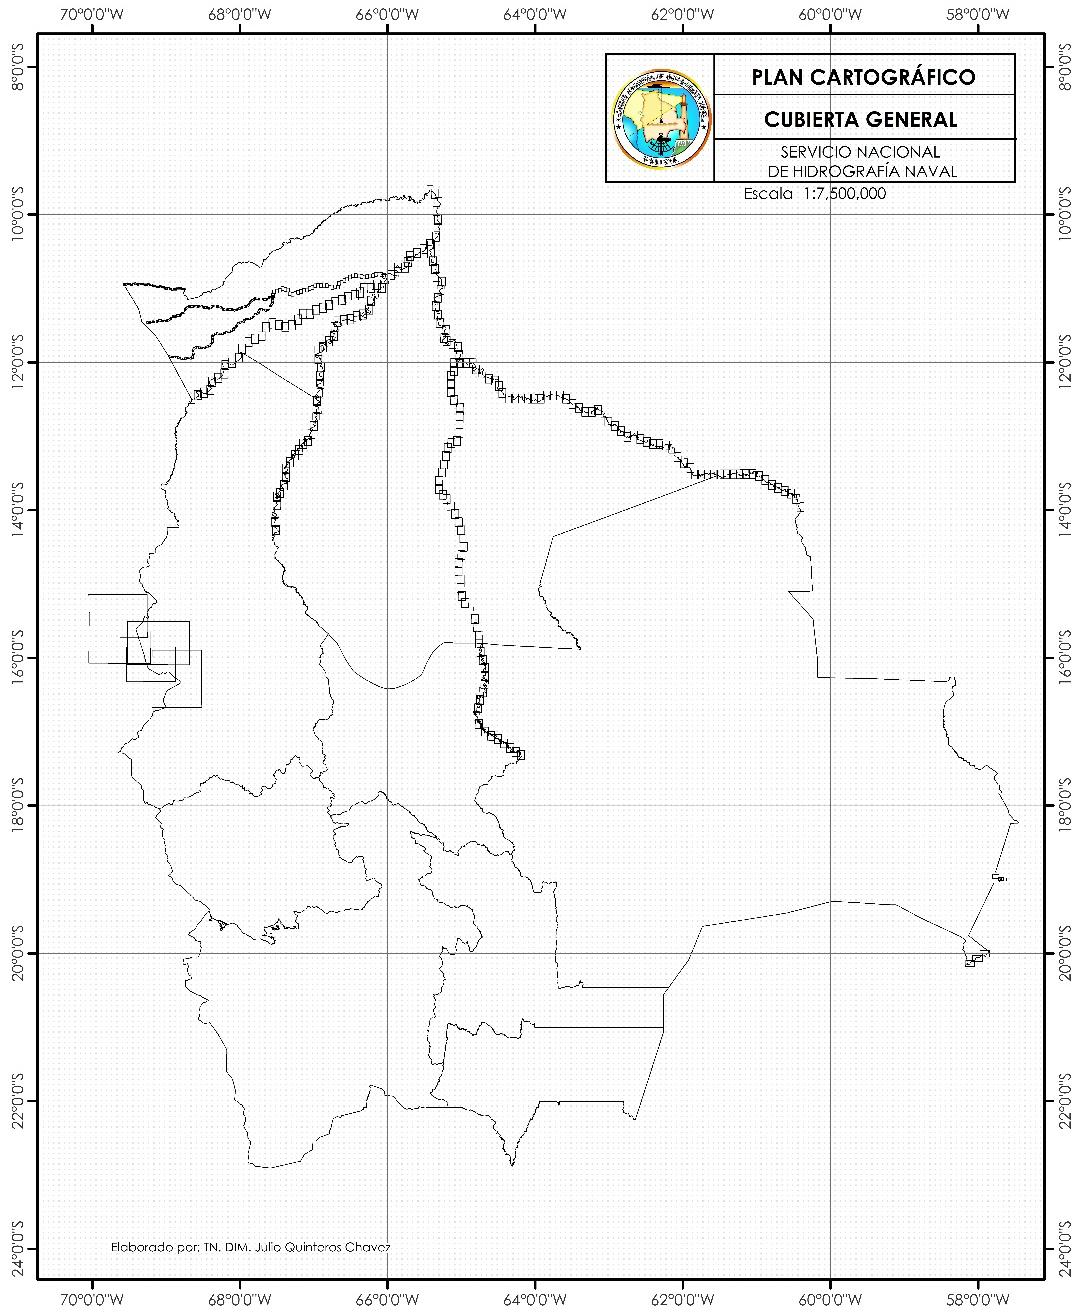 70°0'0"W 68°0'0"W 66°0'0"W 64°0'0"W 62°0'0"W 60°0'0"W 58°0'0"W
PLAN CARTOGRÁFICO
CUBIERTA GENERAL
SERVICIO NACIONAL
DE HIDROGRAFÍA NAVAL
Escala 1:7,500,000
8°0'0"S 8°0'0"S
10°0'0"S 10°0'0"S
12°0'0"S 12°0'0"S
14°0'0"S 14°0'0"S
16°0'0"S 16°0'0"S
18°0'0"S 18°0'0"S
20°0'0"S 20°0'0"S
22°0'0"S 22°0'0"S
24°0'0"S 24°0'0"S
Elaborado por: TN. DIM. Julio Quinteros Chavez
70°0'0"W 68°0'0"W 66°0'0"W 64°0'0"W 62°0'0"W 60°0'0"W 58°0'0"W